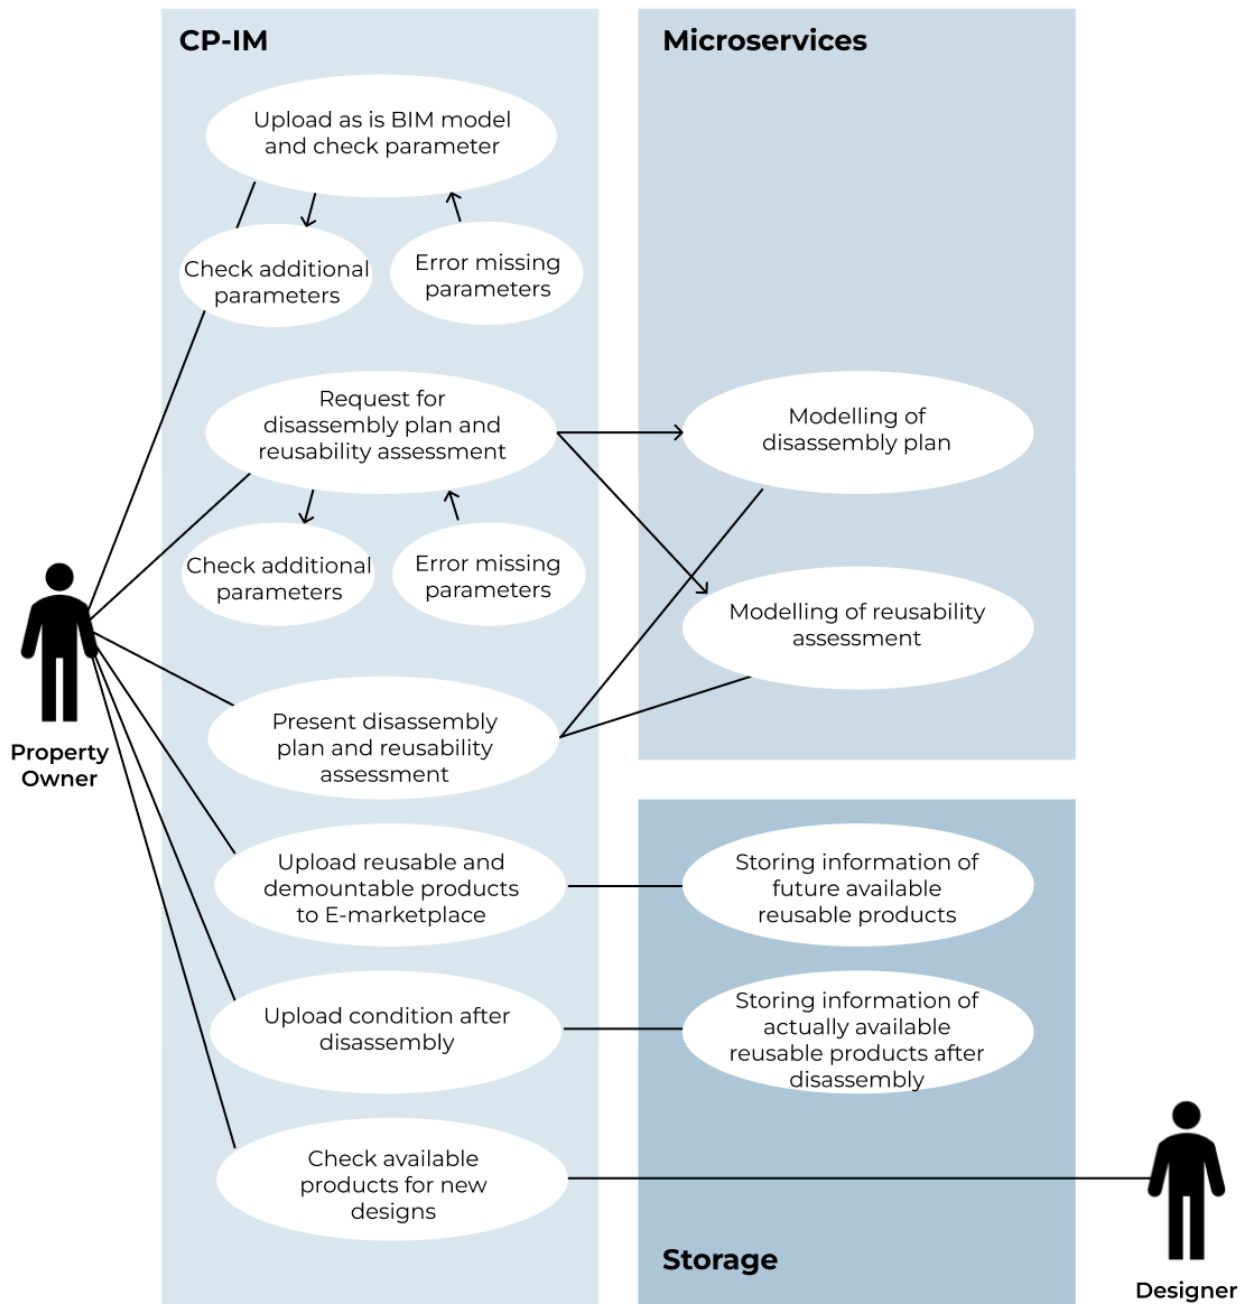 CP-IM
Upload as is BIM model
and check parameter
Check additional
parameters
Error missing
parameters
Request for
disassembly plan and
reusability assessment
Check additional
parameters
Error missing
parameters
Present disassembly
plan and reusability
assessment
Upload reusable and
demountable products
to E-marketplace
Upload condition after
disassembly
Check available
products for new
designs
Microservices
Modelling of
disassembly plan
Modelling of reusability
assessment
Storing information of
future available
reusable products
Storing information of
actually available
reusable products after
disassembly
Storage
Property
Owner
Designer